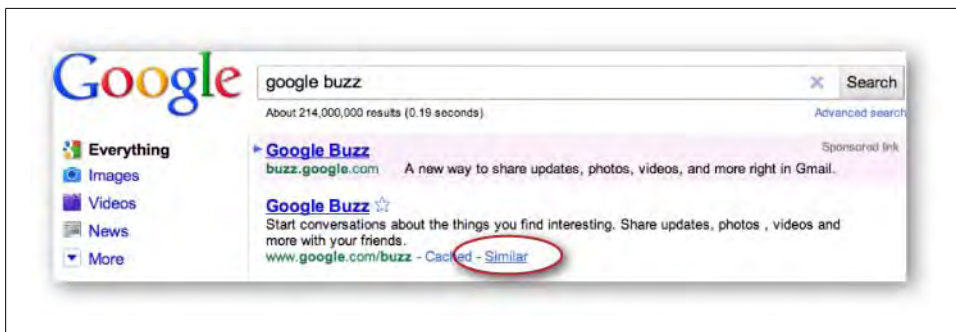 Google
google buzz
Search
About 214,000,000 results (0.19 seconds)
Advanced search
Everything
Images
Videos
News
More
Google Buzz
Sponsored link
buzz.google.com A new way to share updates, photos, videos, and more right in Gmail.
Google Buzz
Start conversations about the things you find interesting. Share updates, photos , videos and
more with your friends.
www.google.com/buzz - Cached - Similar